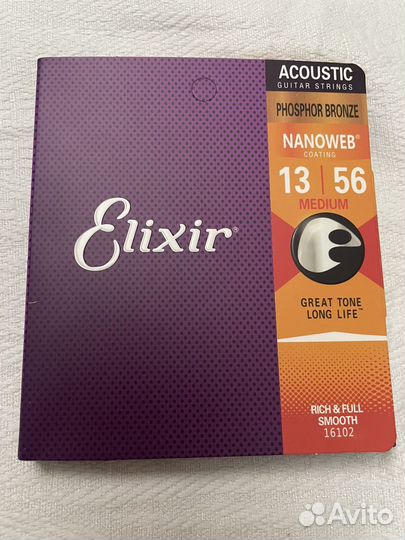 ACOUSTIC
GUITAR STRINGS
PHOSPHOR BRONZE
NANOWEB®
COATING
13 | 56
MEDIUM
Elixir®
GREAT TONE
LONG LIFE™
RICH & FULL
SMOOTH
16102
Avito